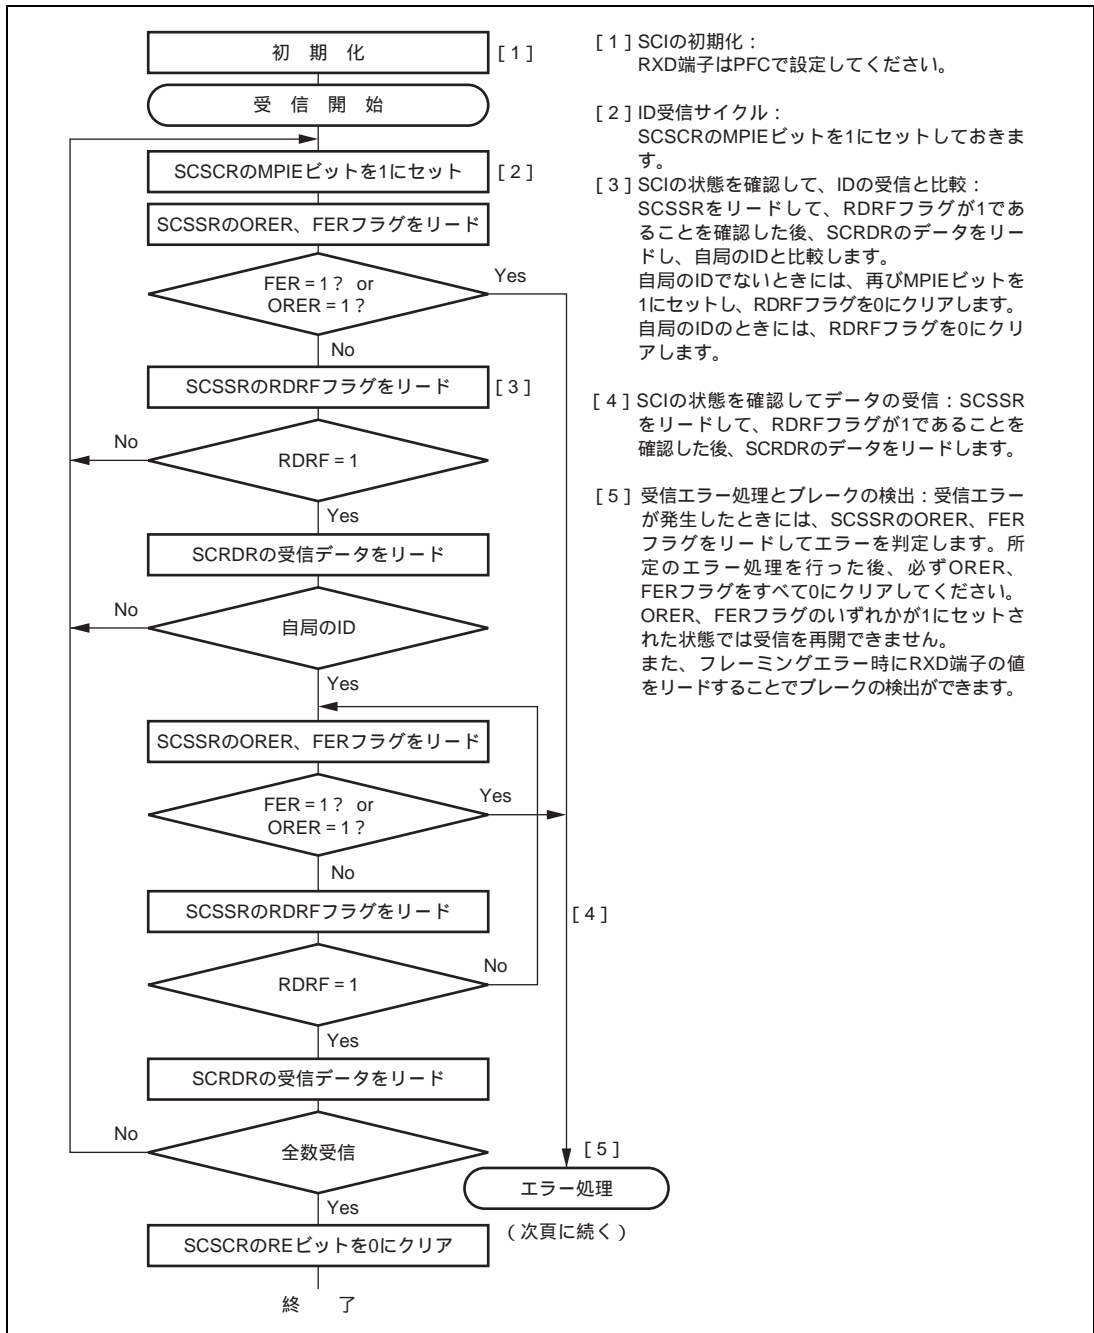 初 期 化
[ 1 ]
受 信 開 始
SCSCRのMPIEビットを1にセット
[ 2 ]
SCSSRのORER、FERフラグをリード
FER = 1？ or
ORER = 1？
Yes
No
SCSSRのRDRFフラグをリード
[ 3 ]
No
RDRF = 1
Yes
SCRDRの受信データをリード
No
自局のID
Yes
SCSSRのORER、FERフラグをリード
FER = 1？ or
ORER = 1？
Yes
No
SCSSRのRDRFフラグをリード
[ 4 ]
No
RDRF = 1
Yes
SCRDRの受信データをリード
No
全数受信
[ 5 ]
エラー処理
（次頁に続く）
Yes
SCSCRのREビットを0にクリア
終 了
[ 1 ] SCIの初期化：
RXD端子はPFCで設定してください。
[ 2 ] ID受信サイクル：
SCSCRのMPIEビットを1にセットしておきま
す。
[ 3 ] SCIの状態を確認して、IDの受信と比較：
SCSSRをリードして、RDRFフラグが1であ
ることを確認した後、SCRDRのデータをリー
ドし、自局のIDと比較します。
自局のIDでないときには、再びMPIEビットを
1にセットし、RDRFフラグを0にクリアします。
自局のIDのときには、RDRFフラグを0にクリ
アします。
[ 4 ] SCIの状態を確認してデータの受信：SCSSR
をリードして、RDRFフラグが1であることを
確認した後、SCRDRのデータをリードします。
[ 5 ] 受信エラー処理とブレークの検出：受信エラー
が発生したときには、SCSSRのORER、FER
フラグをリードしてエラーを判定します。所
定のエラー処理を行った後、必ずORER、
FERフラグをすべて0にクリアしてください。
ORER、FERフラグのいずれかが1にセットさ
れた状態では受信を再開できません。
また、フレーミングエラー時にRXD端子の値
をリードすることでブレークの検出ができます。